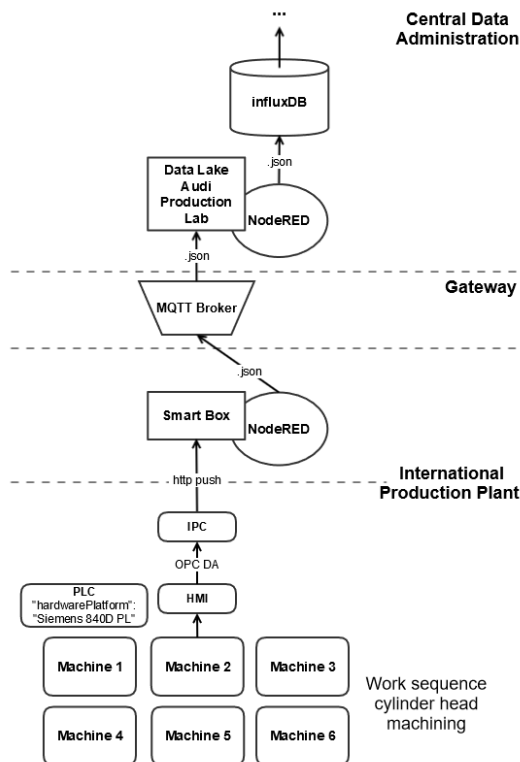 ...
Central Data
Administration
influxDB
.json
Data Lake
Audi
Production
Lab
NodeRED
.json
Gateway
MQTT Broker
.json
Smart Box
NodeRED
http push
International
Production Plant
IPC
OPC DA
PLC
"hardwarePlatform":
"Siemens 840D PL"
HMI
Machine 1
Machine 2
Machine 3
Work sequence
cylinder head
machining
Machine 4
Machine 5
Machine 6